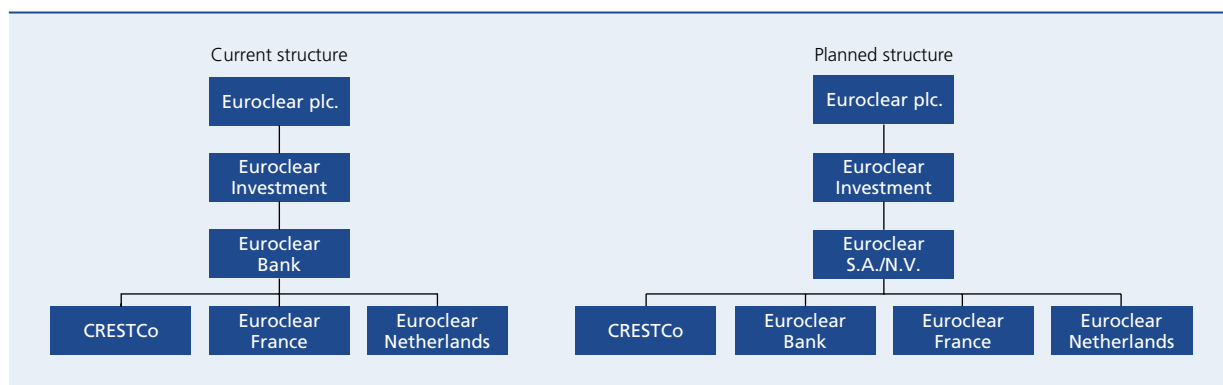 Current structure
Euroclear plc.
Euroclear
Investment
Euroclear
Bank
CRESTCo
Euroclear
France
Euroclear
Netherlands
Planned structure
Euroclear plc.
Euroclear
Investment
Euroclear
S.A./N.V.
CRESTCo
Euroclear
Bank
Euroclear
France
Euroclear
Netherlands